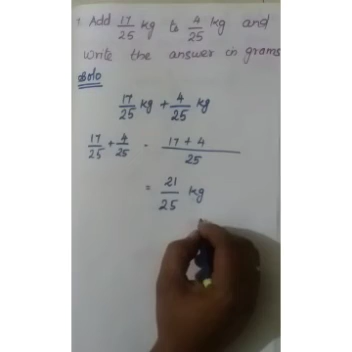 1. Add 17/25 kg to 4/25 kg and
write the answer in grams
Solo
17/25 kg + 4/25 kg
17/25 + 4/25 - 17 + 4/25
= 21/25 kg